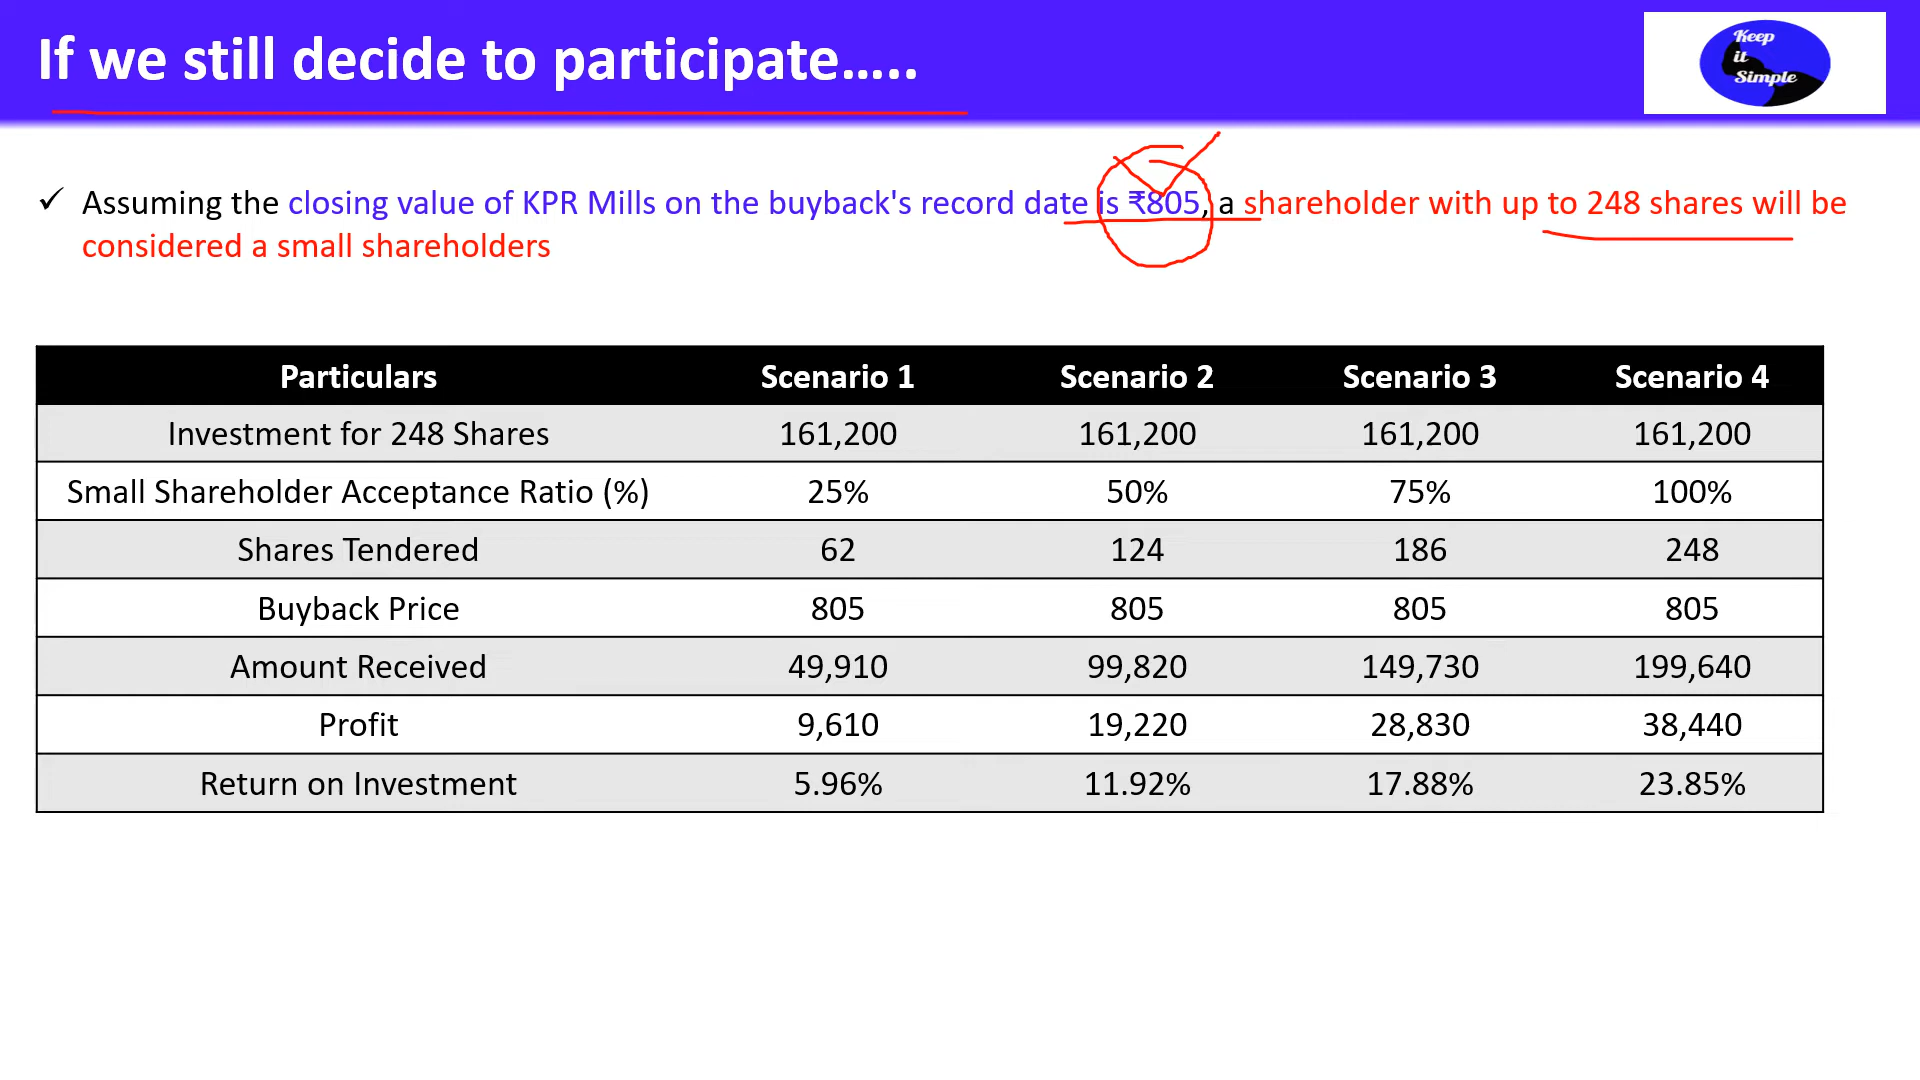 If we still decide to participate.....
Keep
it
Simple
✓ Assuming the closing value of KPR Mills on the buyback's record date is ₹805, a shareholder with up to 248 shares will be
considered a small shareholders
Particulars Scenario 1 Scenario 2 Scenario 3 Scenario 4
Investment for 248 Shares 161,200 161,200 161,200 161,200
Small Shareholder Acceptance Ratio (%) 25% 50% 75% 100%
Shares Tendered 62 124 186 248
Buyback Price 805 805 805 805
Amount Received 49,910 99,820 149,730 199,640
Profit 9,610 19,220 28,830 38,440
Return on Investment 5.96% 11.92% 17.88% 23.85%